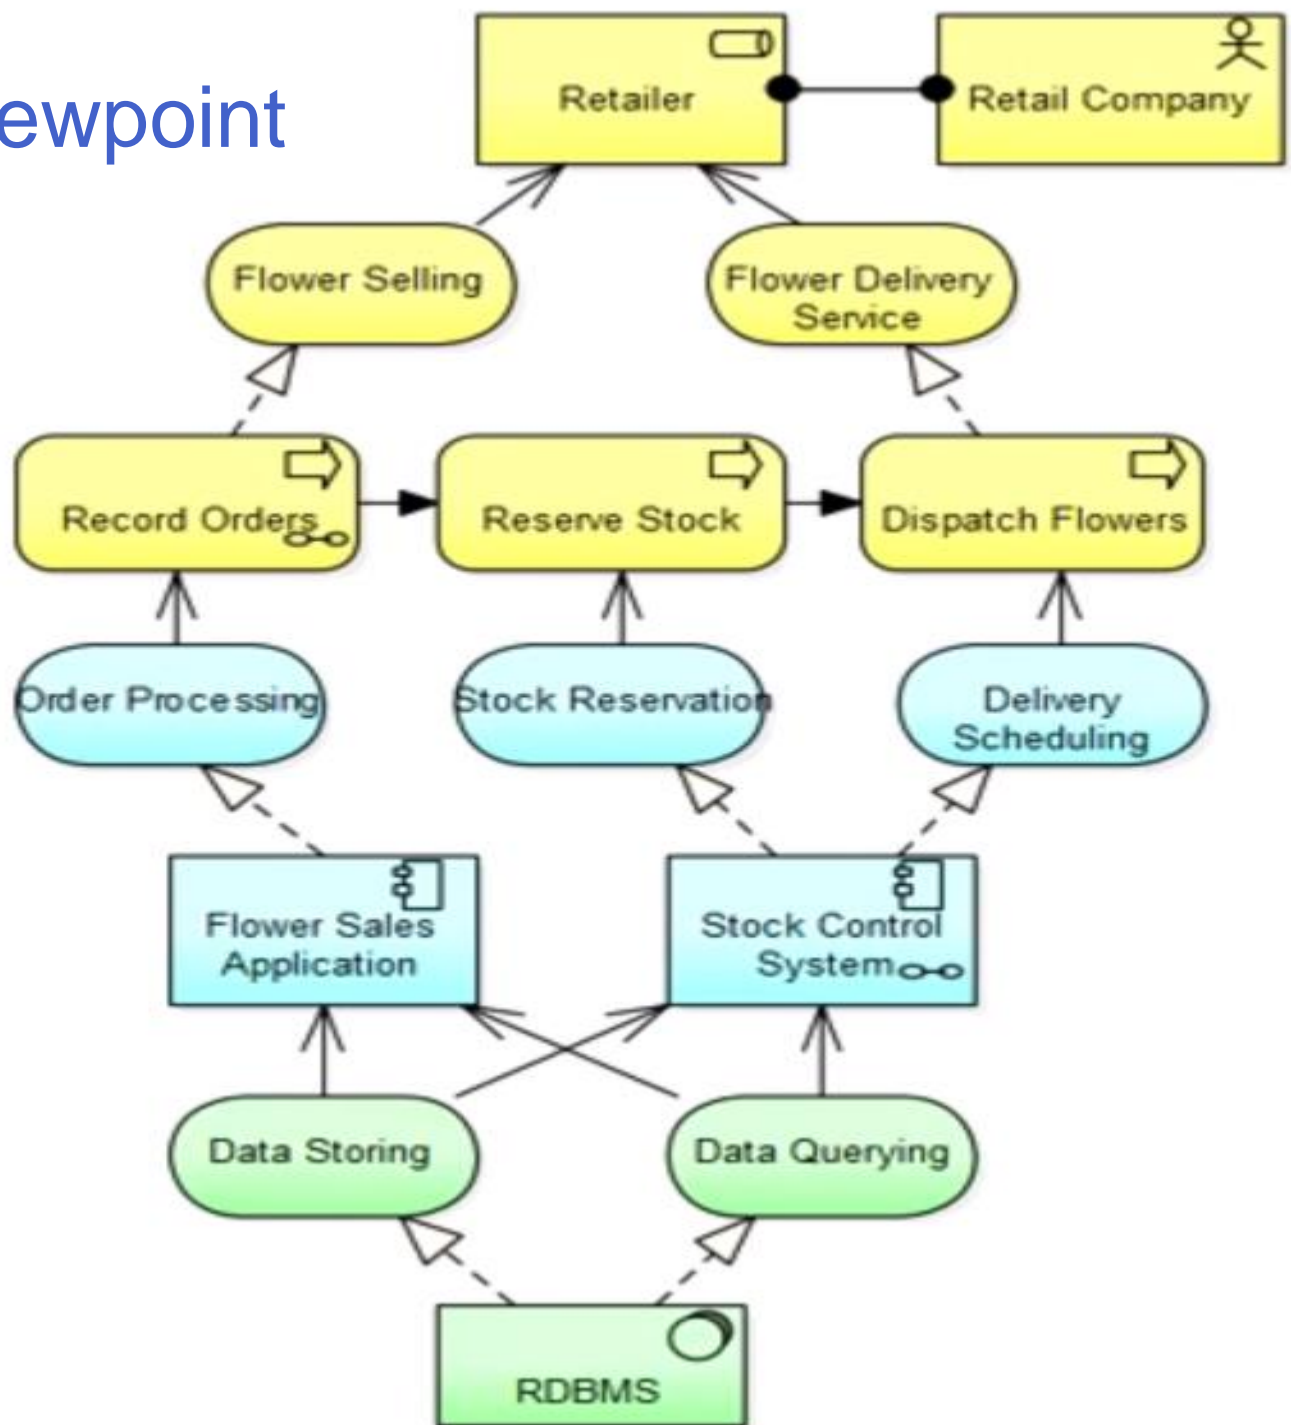 Retailer
Retail Company
ewpoint
Flower Selling
Flower Delivery
Service
Record Orders
Reserve Stock
Dispatch Flowers
Order Processing
Stock Reservation
Delivery
Scheduling
Flower Sales
Application
Stock Control
System
Data Storing
Data Querying
RDBMS